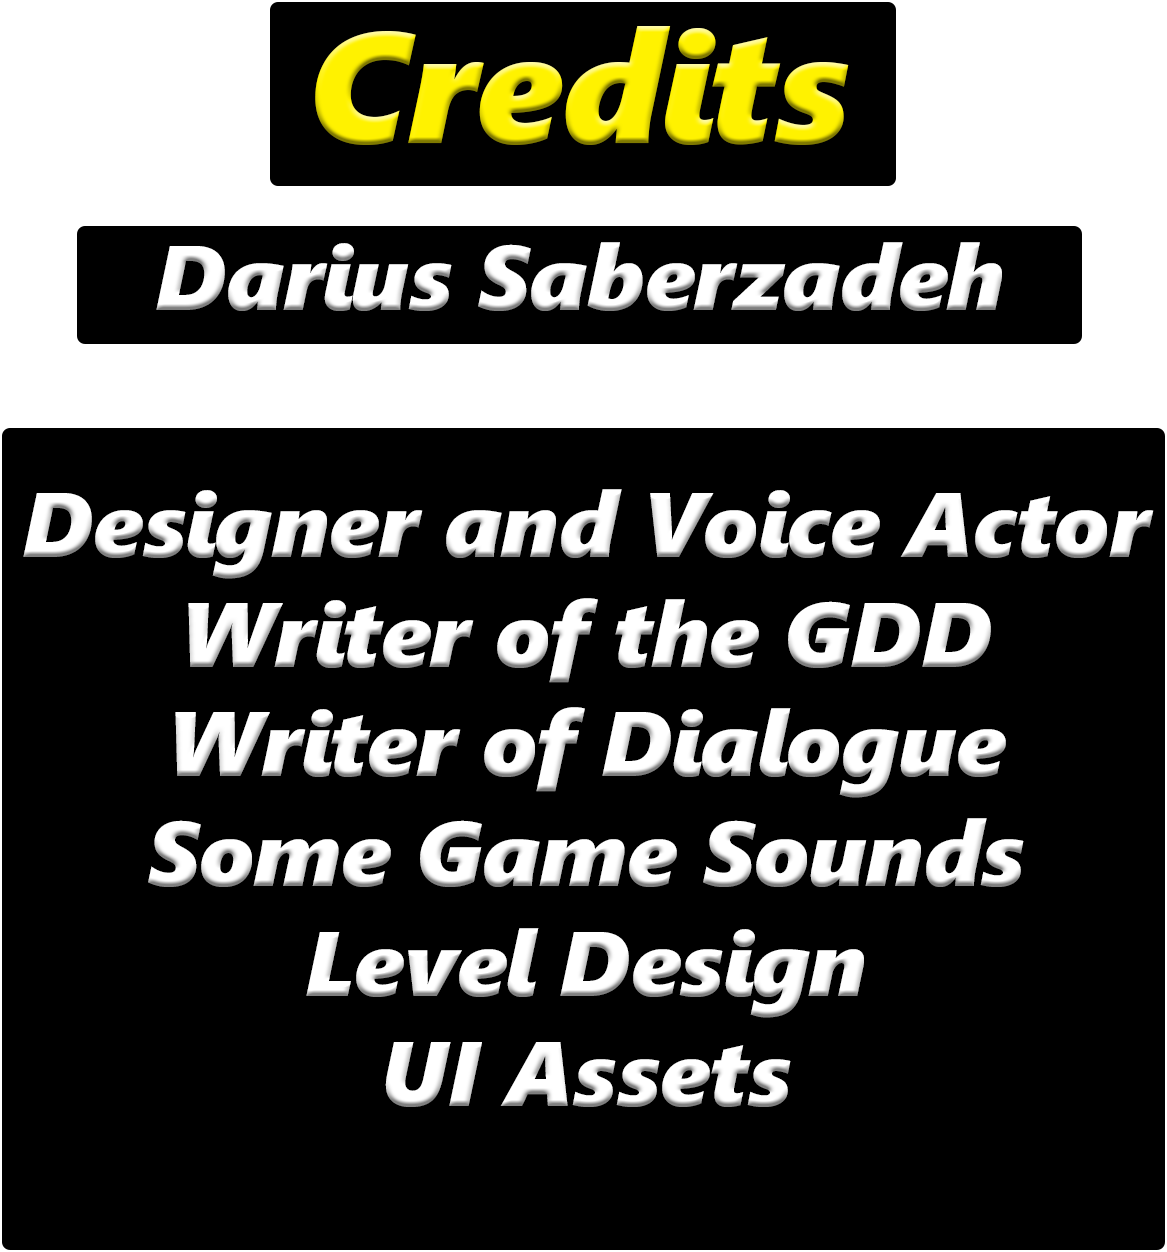 Credits
Darius Saberzadeh
Designer and Voice Actor
Writer of the GDD
Writer of Dialogue
Some Game Sounds
Level Design
UI Assets